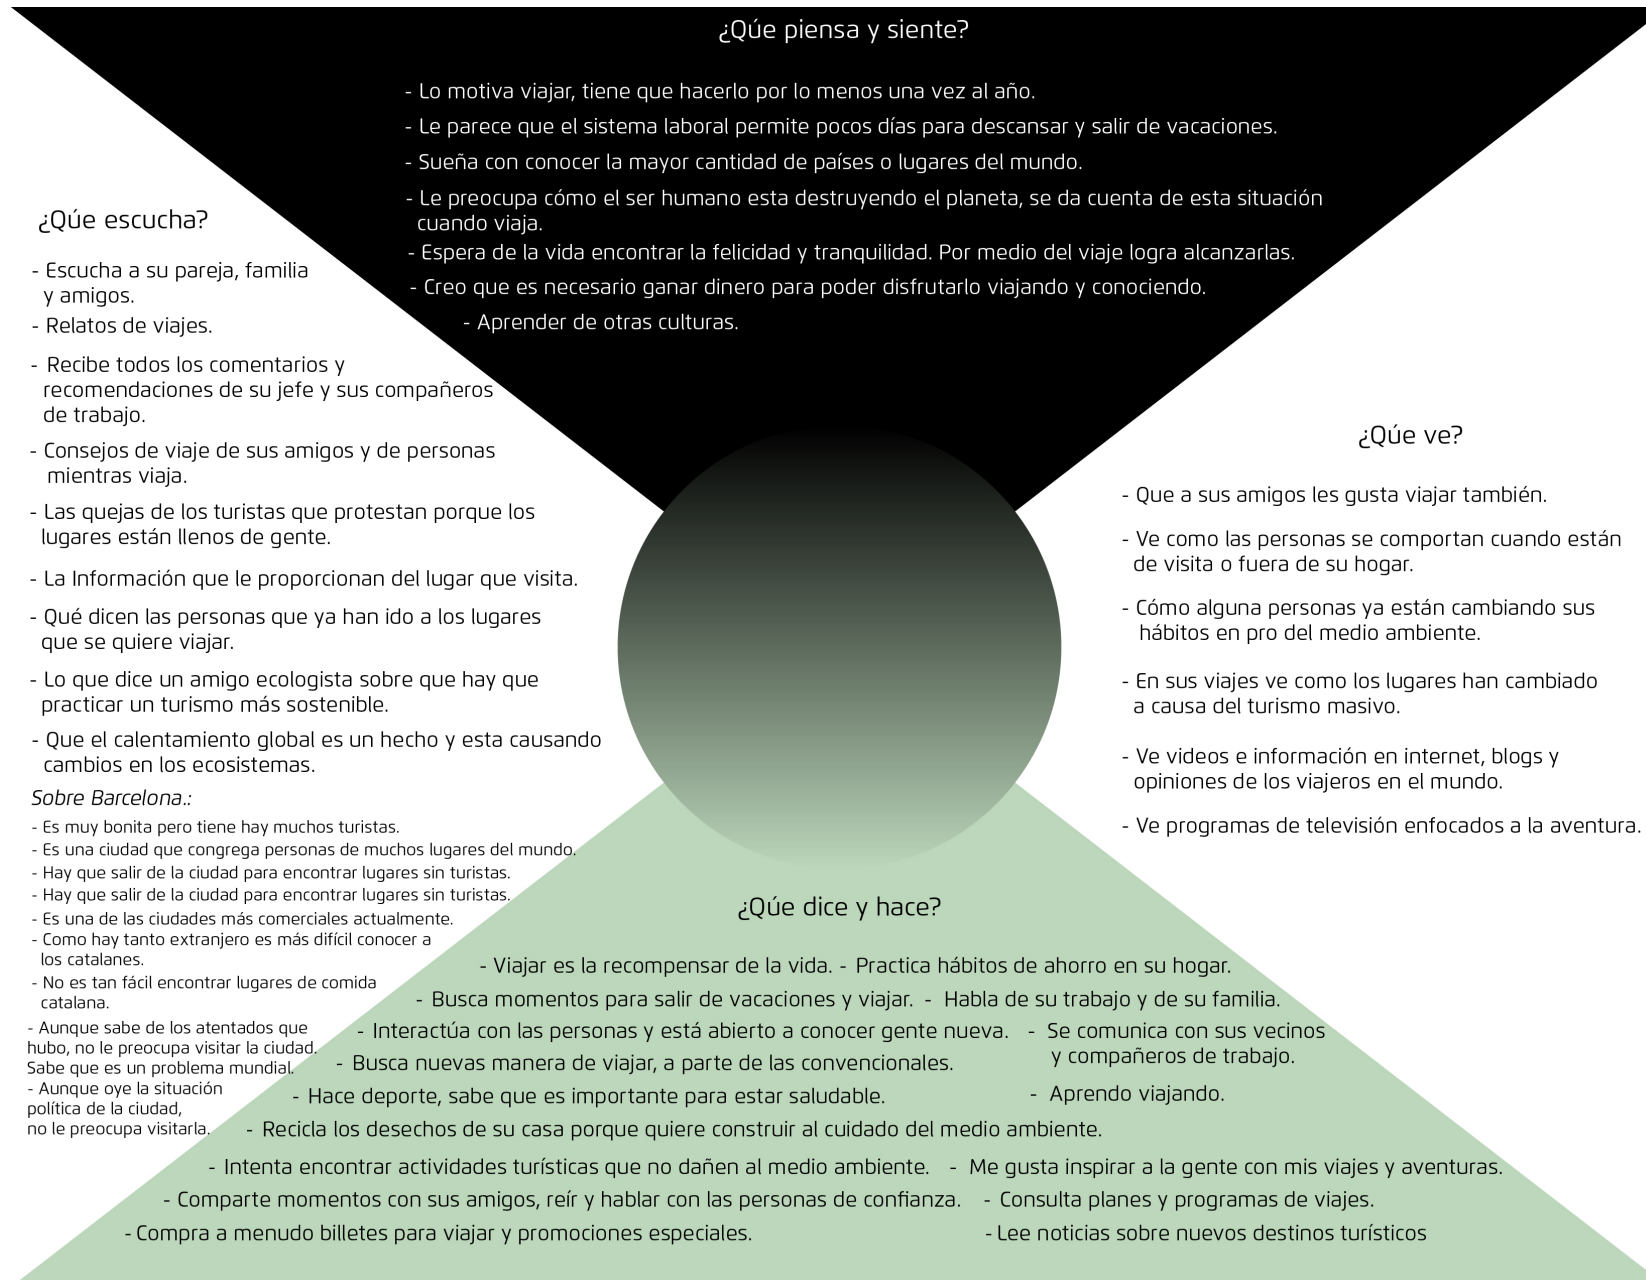 ¿Qúe piensa y siente?
- Lo motiva viajar, tiene que hacerlo por lo menos una vez al año.
- Le parece que el sistema laboral permite pocos días para descansar y salir de vacaciones.
- Sueña con conocer la mayor cantidad de países o lugares del mundo.
- Le preocupa cómo el ser humano esta destruyendo el planeta, se da cuenta de esta situación
cuando viaja.
- Espera de la vida encontrar la felicidad y tranquilidad. Por medio del viaje logra alcanzarlas.
- Creo que es necesario ganar dinero para poder disfrutarlo viajando y conociendo.
- Aprender de otras culturas.
¿Qúe escucha?
- Escucha a su pareja, familia
y amigos.
- Relatos de viajes.
- Recibe todos los comentarios y
recomendaciones de su jefe y sus compañeros
de trabajo.
- Consejos de viaje de sus amigos y de personas
mientras viaja.
- Las quejas de los turistas que protestan porque los
lugares están llenos de gente.
- La Información que le proporcionan del lugar que visita.
- Qué dicen las personas que ya han ido a los lugares
que se quiere viajar.
- Lo que dice un amigo ecologista sobre que hay que
practicar un turismo más sostenible.
- Que el calentamiento global es un hecho y esta causando
cambios en los ecosistemas.
Sobre Barcelona.:
- Es muy bonita pero tiene hay muchos turistas.
- Es una ciudad que congrega personas de muchos lugares del mundo.
- Hay que salir de la ciudad para encontrar lugares sin turistas.
- Hay que salir de la ciudad para encontrar lugares sin turistas.
- Es una de las ciudades más comerciales actualmente.
- Como hay tanto extranjero es más difícil conocer a
los catalanes.
- No es tan fácil encontrar lugares de comida
catalana.
- Aunque sabe de los atentados que
hubo, no le preocupa visitar la ciudad.
Sabe que es un problema mundial.
- Aunque oye la situación
política de la ciudad,
no le preocupa visitarla.
¿Qúe ve?
- Que a sus amigos les gusta viajar también.
- Ve como las personas se comportan cuando están
de visita o fuera de su hogar.
- Cómo alguna personas ya están cambiando sus
hábitos en pro del medio ambiente.
- En sus viajes ve como los lugares han cambiado
a causa del turismo masivo.
- Ve videos e información en internet, blogs y
opiniones de los viajeros en el mundo.
- Ve programas de televisión enfocados a la aventura.
¿Qúe dice y hace?
- Viajar es la recompensar de la vida. - Practica hábitos de ahorro en su hogar.
- Busca momentos para salir de vacaciones y viajar. - Habla de su trabajo y de su familia.
- Interactúa con las personas y está abierto a conocer gente nueva. - Se comunica con sus vecinos
y compañeros de trabajo.
- Busca nuevas manera de viajar, a parte de las convencionales.
- Hace deporte, sabe que es importante para estar saludable. - Aprendo viajando.
- Recicla los desechos de su casa porque quiere construir al cuidado del medio ambiente.
- Intenta encontrar actividades turísticas que no dañen al medio ambiente. - Me gusta inspirar a la gente con mis viajes y aventuras.
- Comparte momentos con sus amigos, reír y hablar con las personas de confianza. - Consulta planes y programas de viajes.
- Compra a menudo billetes para viajar y promociones especiales. - Lee noticias sobre nuevos destinos turísticos